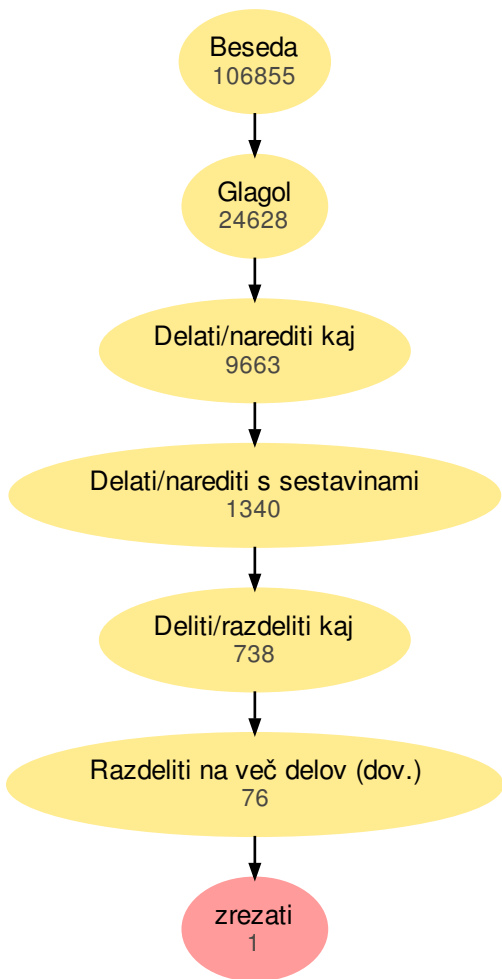 Beseda
106855
Glagol
24628
Delati/narediti kaj
9663
Delati/narediti s sestavinami
1340
Deliti/razdeliti kaj
738
Razdeliti na več delov (dov.)
76
zrezati
1